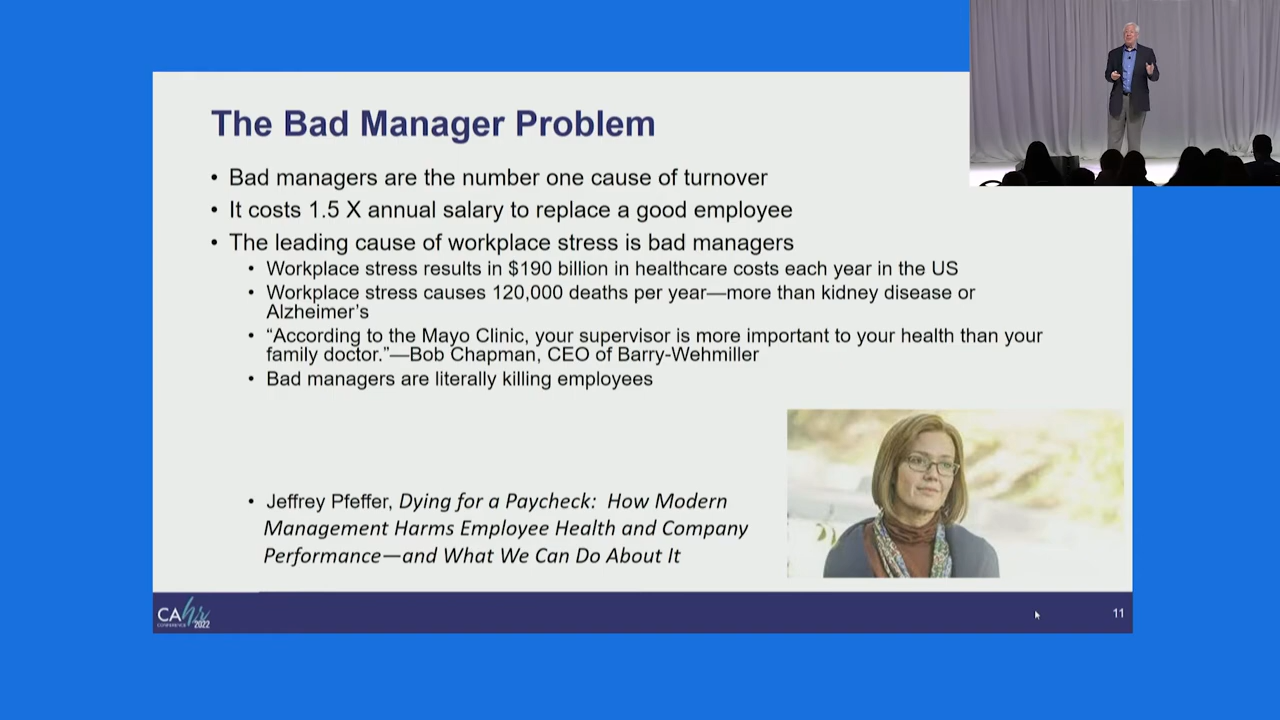 The Bad Manager Problem
• Bad managers are the number one cause of turnover
• It costs 1.5 X annual salary to replace a good employee
• The leading cause of workplace stress is bad managers
• Workplace stress results in $190 billion in healthcare costs each year in the US
• Workplace stress causes 120,000 deaths per year—more than kidney disease or
Alzheimer’s
• “According to the Mayo Clinic, your supervisor is more important to your health than your
family doctor.”—Bob Chapman, CEO of Barry-Wehmiller
• Bad managers are literally killing employees
• Jeffrey Pfeffer, Dying for a Paycheck:  How Modern
Management Harms Employee Health and Company
Performance—and What We Can Do About It
CAhr
CONFERENCE 2022
11